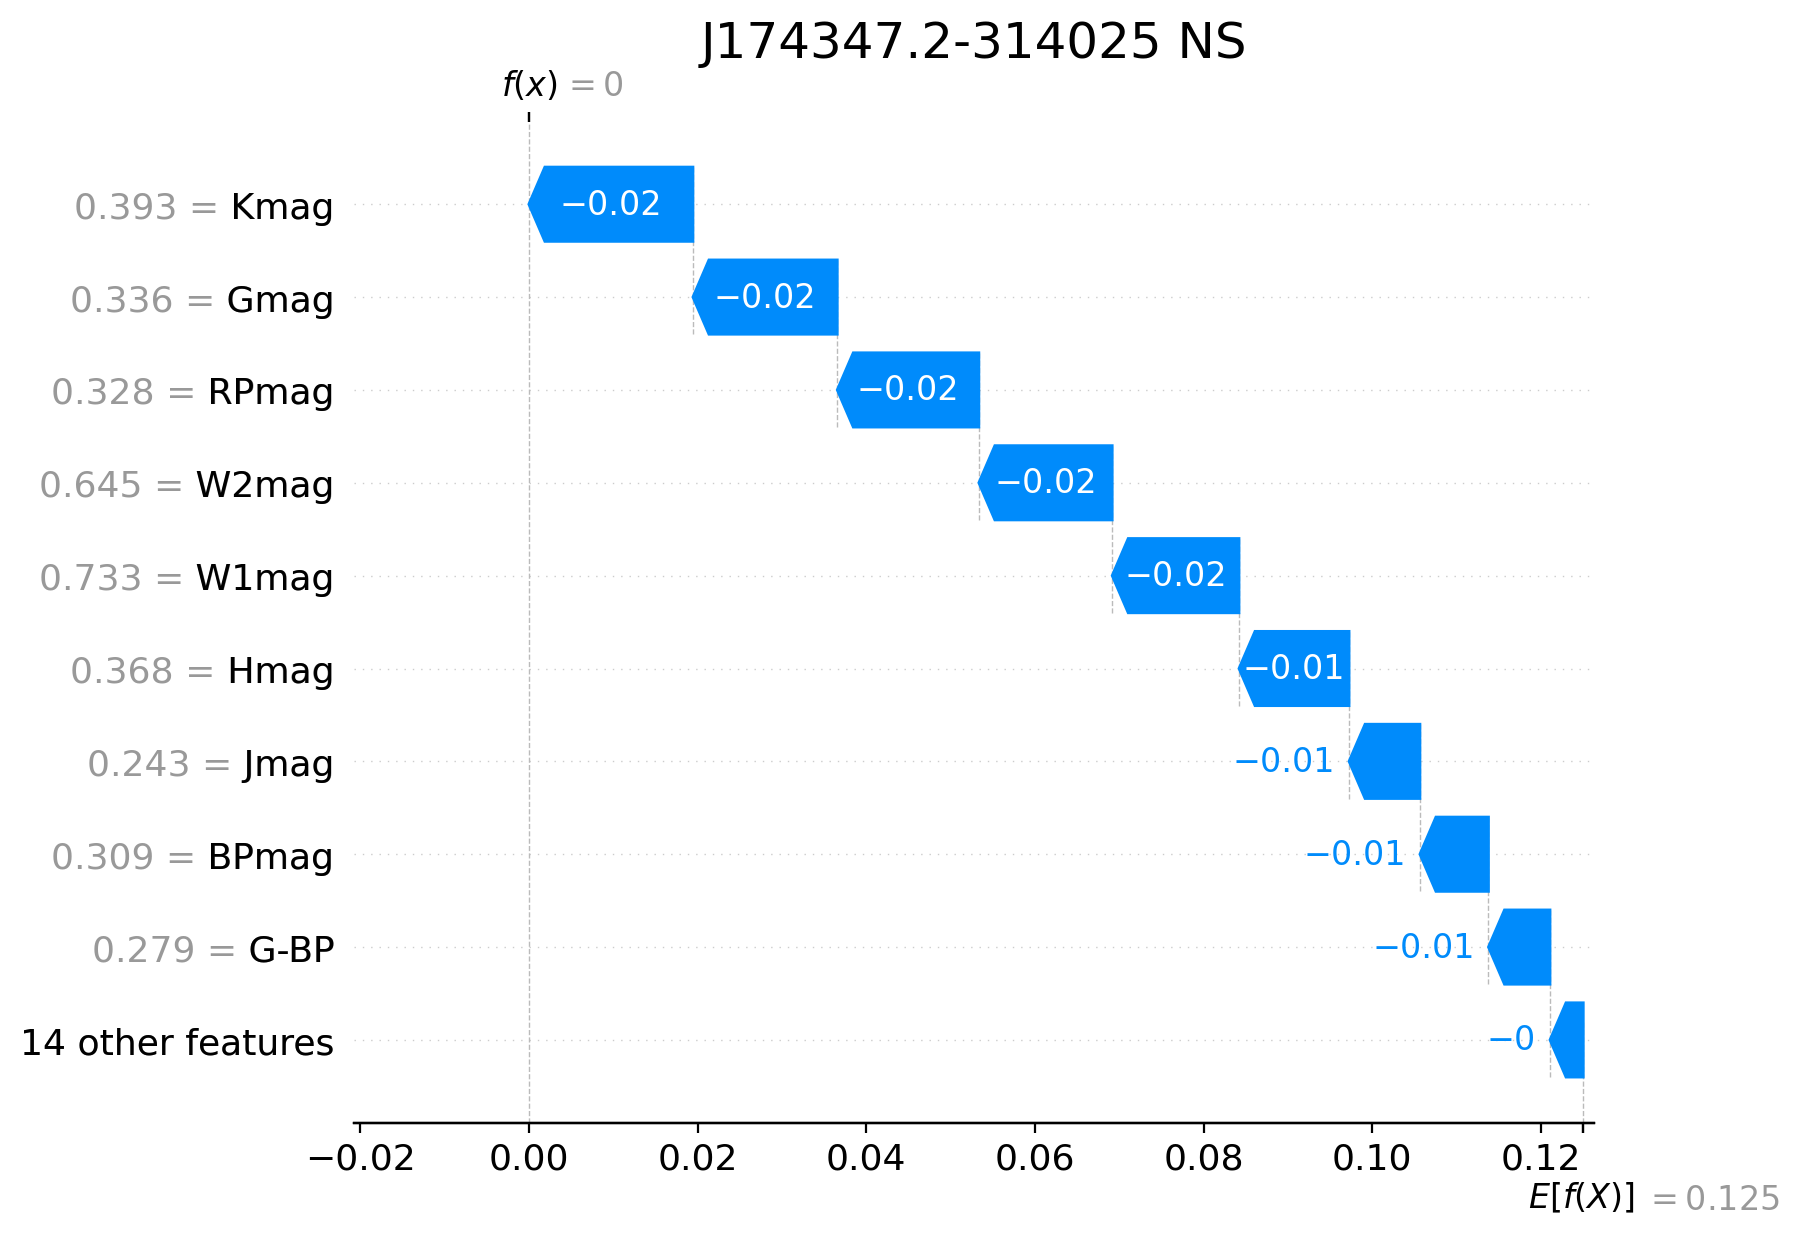 J174347.2-314025 NS
f(x) = 0
0.393 = Kmag −0.02
0.336 = Gmag −0.02
0.328 = RPmag −0.02
0.645 = W2mag −0.02
0.733 = W1mag −0.02
0.368 = Hmag −0.01
0.243 = Jmag −0.01
0.309 = BPmag −0.01
0.279 = G-BP −0.01
14 other features −0
−0.02 0.00 0.02 0.04 0.06 0.08 0.10 0.12
E[f(X)] = 0.125